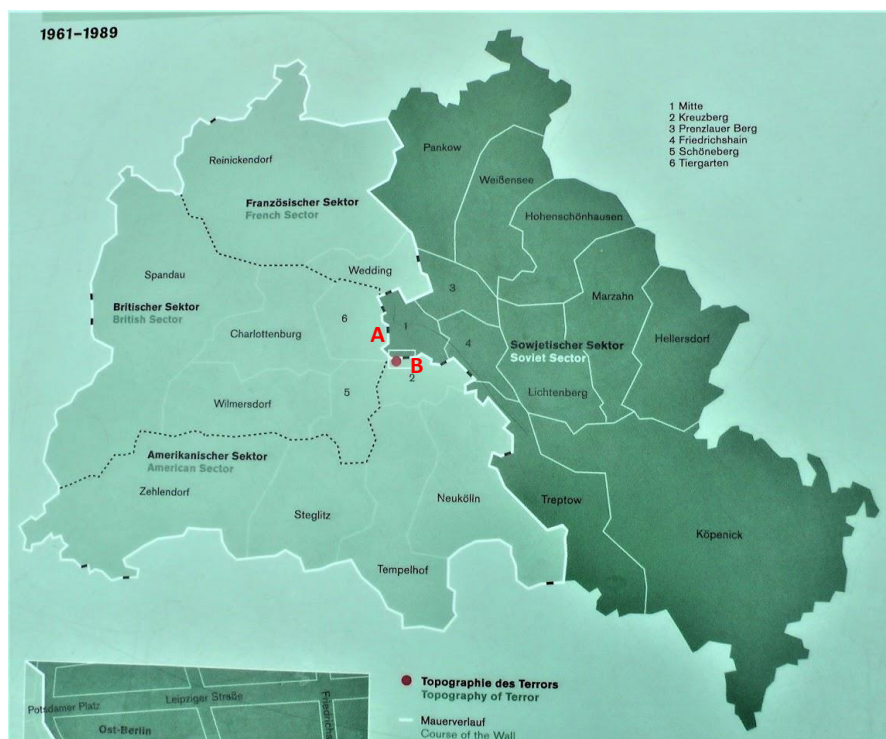 1961–1989
1 Mitte
2 Kreuzberg
3 Prenzlauer Berg
4 Friedrichshain
5 Schöneberg
6 Tiergarten
Pankow
Reinickendorf
Weißensee
Französischer Sektor
French Sector
Hohenschönhausen
Wedding
Spandau
3
Marzahn
Britischer Sektor
British Sector
6
1
A
Charlottenburg
4
Sowjetischer Sektor
Soviet Sector
Hellersdorf
B
2
5
Lichtenberg
Wilmersdorf
Amerikanischer Sektor
American Sector
Zehlendorf
Neukölln
Treptow
Steglitz
Köpenick
Tempelhof
Topographie des Terrors
Topography of Terror
Leipziger Straße
Potsdamer Platz
Ost-Berlin
Mauerverlauf
Course of the Wall